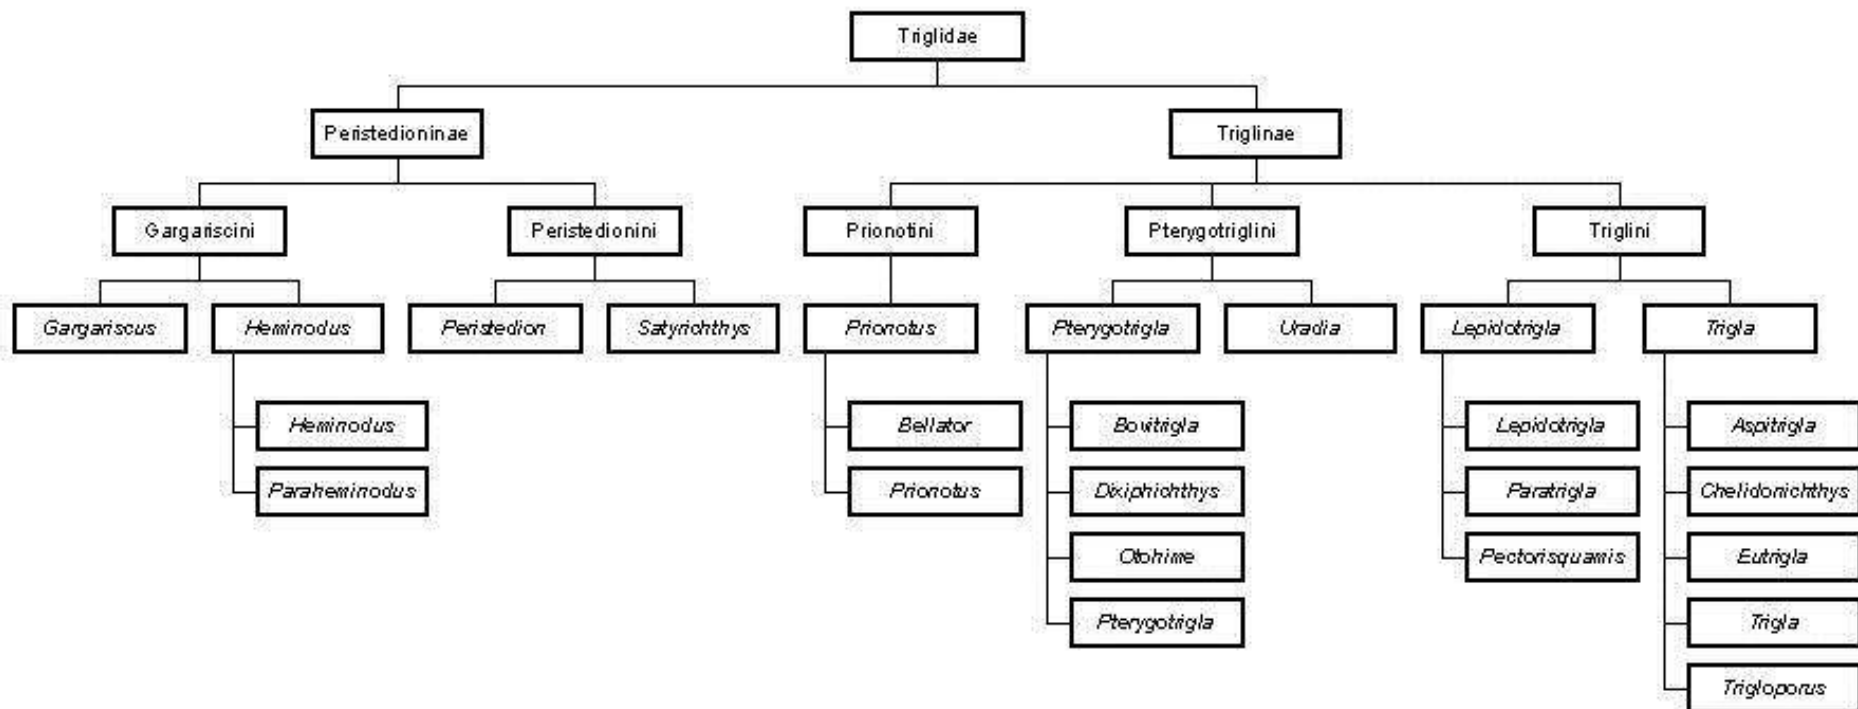 Triglidae
Peristedioninae
Triglinae
Gargariscini
Peristedionini
Prionotini
Pterygotriglini
Triglini
Gargariscus
Heminodus
Peristedion
Satyrichthys
Prionotus
Pterygotrigla
Uradia
Lepidotrigla
Trigla
Heminodus
Bellator
Bovitrigla
Lepidotrigla
Aspitrigla
Paraheminodus
Prionotus
Dixiphichthys
Paratrigla
Chelidonichthys
Otohime
Pectorisquamis
Eutrigla
Pterygotrigla
Trigla
Trigloporus